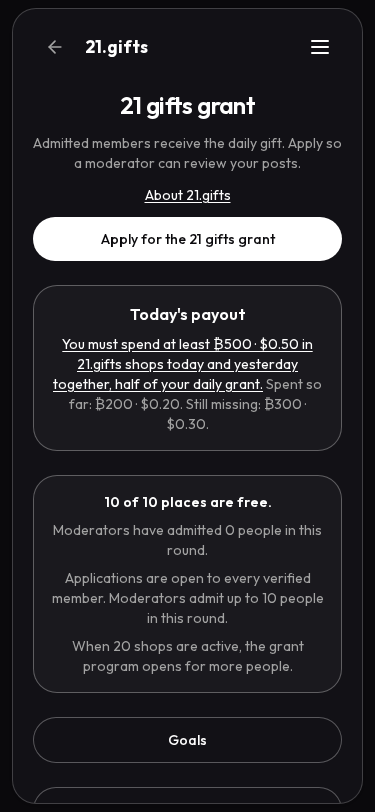 21.gifts
21 gifts grant
Admitted members receive the daily gift. Apply so
a moderator can review your posts.
About 21.gifts
Apply for the 21 gifts grant
Today's payout
You must spend at least ₿500 · $0.50 in
21.gifts shops today and yesterday
together, half of your daily grant. Spent so
far: ₿200 · $0.20. Still missing: ₿300 ·
$0.30.
10 of 10 places are free.
Moderators have admitted 0 people in this
round.
Applications are open to every verified
member. Moderators admit up to 10 people
in this round.
When 20 shops are active, the grant
program opens for more people.
Goals